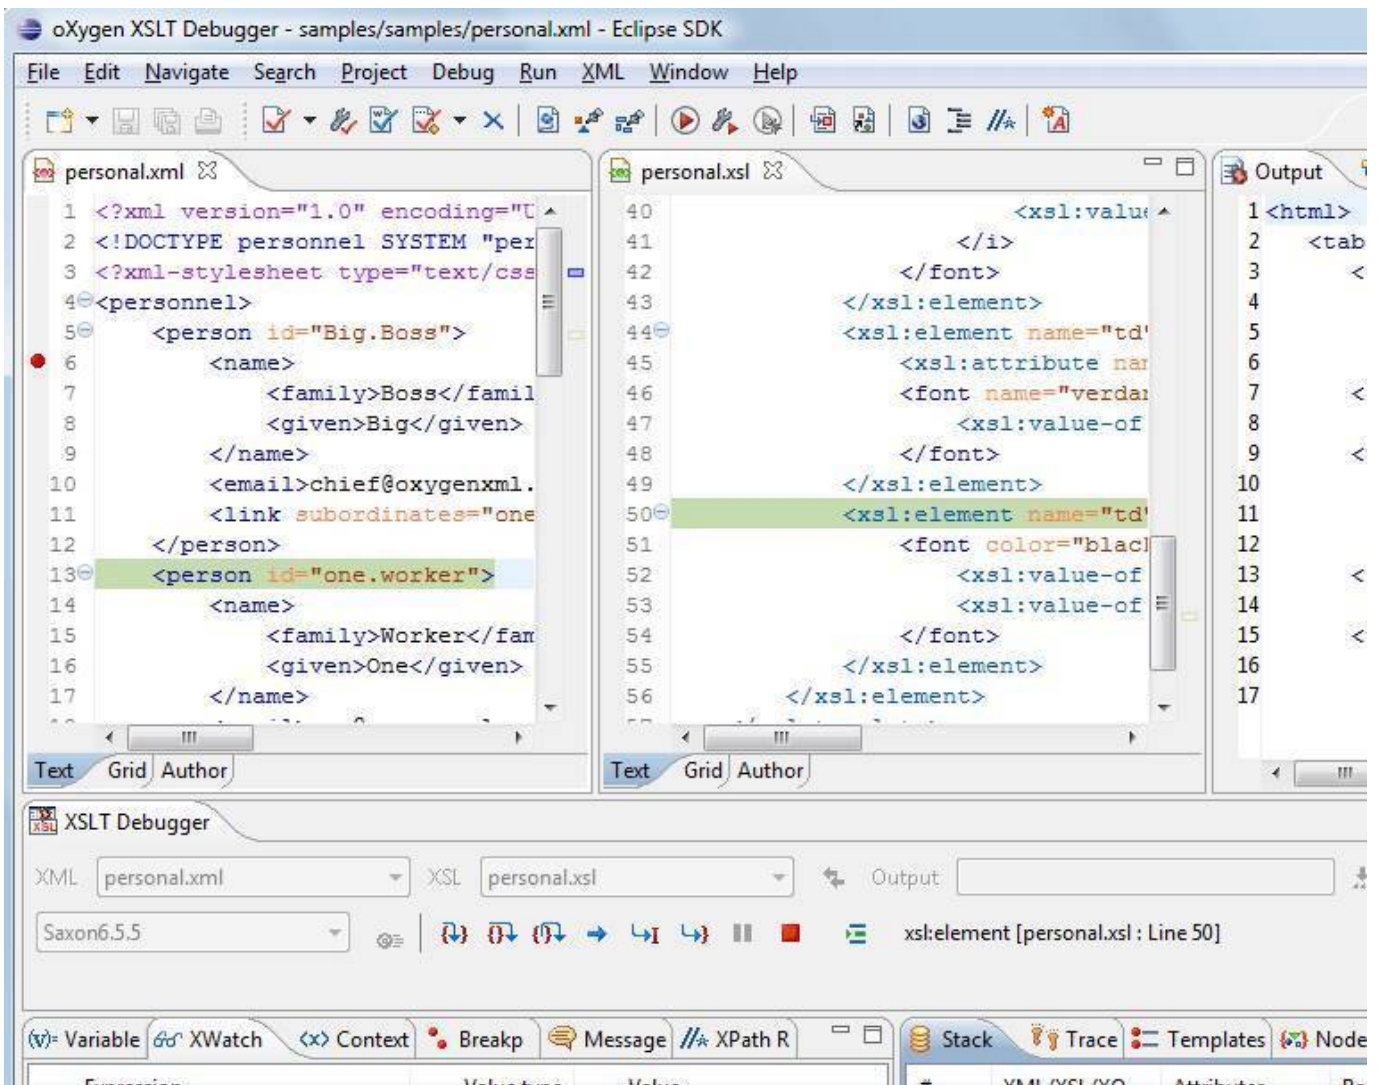 oXygen XSLT Debugger - samples/samples/personal.xml - Eclipse SDK
File Edit Navigate Search Project Debug Run XML Window Help
personal.xml
1 <?xml version="1.0" encoding="U
2 <!DOCTYPE personnel SYSTEM "per
3 <?xml-stylesheet type="text/css
4 <personnel>
5 <person id="Big.Boss">
6 <name>
7 <family>Boss</famil
8 <given>Big</given>
9 </name>
10 <email>chief@oxygenxml.
11 <link subordinates="one
12 </person>
13 <person id="one.worker">
14 <name>
15 <family>Worker</fam
16 <given>One</given>
17 </name>
Text Grid Author
personal.xsl
40 <xsl:value
41 </i>
42 </font>
43 </xsl:element>
44 <xsl:element name="td"
45 <xsl:attribute nam
46 <font name="verdan
47 <xsl:value-of
48 </font>
49 </xsl:element>
50 <xsl:element name="td"
51 <font color="black
52 <xsl:value-of
53 <xsl:value-of
54 </font>
55 </xsl:element>
56 </xsl:element>
Text Grid Author
Output
1 <html>
2 <tab
3 <
4
5
6
7 <
8
9 <
10
11
12
13 <
14
15 <
16
17
XSLT Debugger
XML personal.xml XSL personal.xsl Output
Saxon6.5.5 xsl:element [personal.xsl : Line 50]
(v)= Variable XWatch <x> Context Breakp Message XPath R
Stack Trace Templates Node